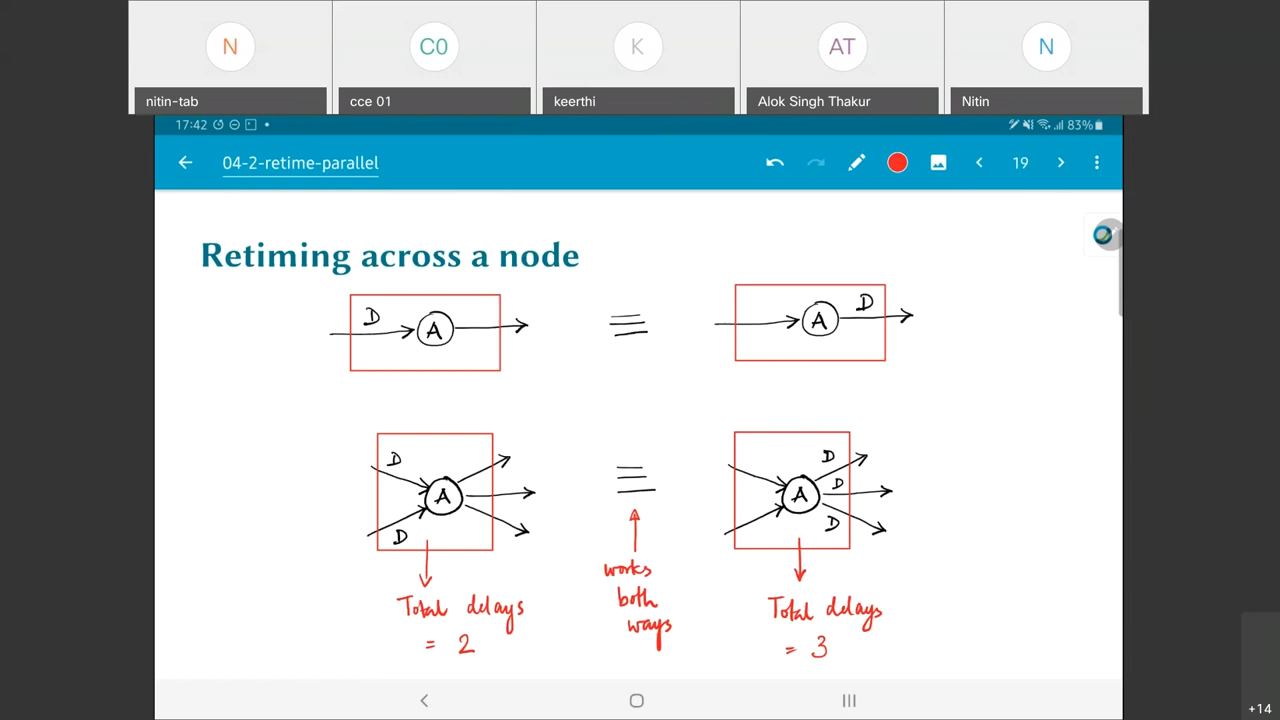 N C0 K AT N
nitin-tab cce 01 keerthi Alok Singh Thakur Nitin
17:42 83%
04-2-retime-parallel 19
Retiming across a node
D A ≡ A D
D D A ≡ A D D D
works both ways
Total delays = 2
Total delays = 3
+14